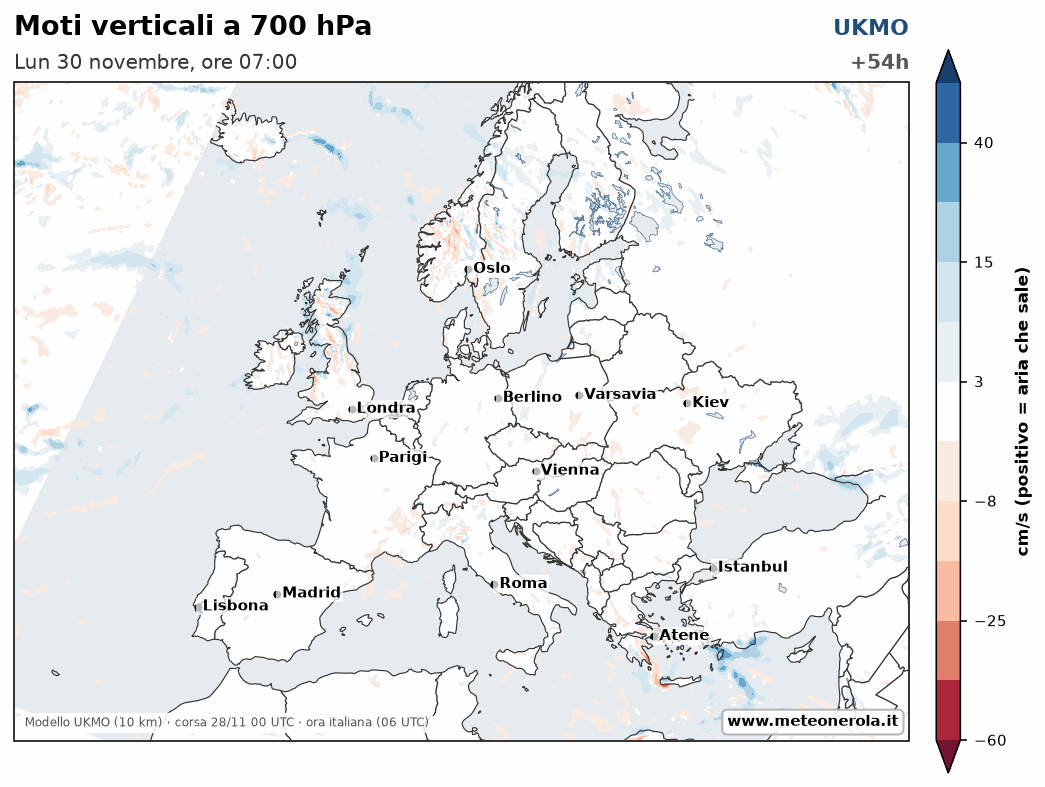 Moti verticali a 700 hPa
UKMO
Lun 30 novembre, ore 07:00
+54h
Oslo
Londra
Berlino
Varsavia
Kiev
Parigi
Vienna
Istanbul
Roma
Madrid
Lisbona
Atene
40
15
3
−8
−25
−60
cm/s (positivo = aria che sale)
Modello UKMO (10 km) · corsa 28/11 00 UTC · ora italiana (06 UTC)
www.meteonerola.it